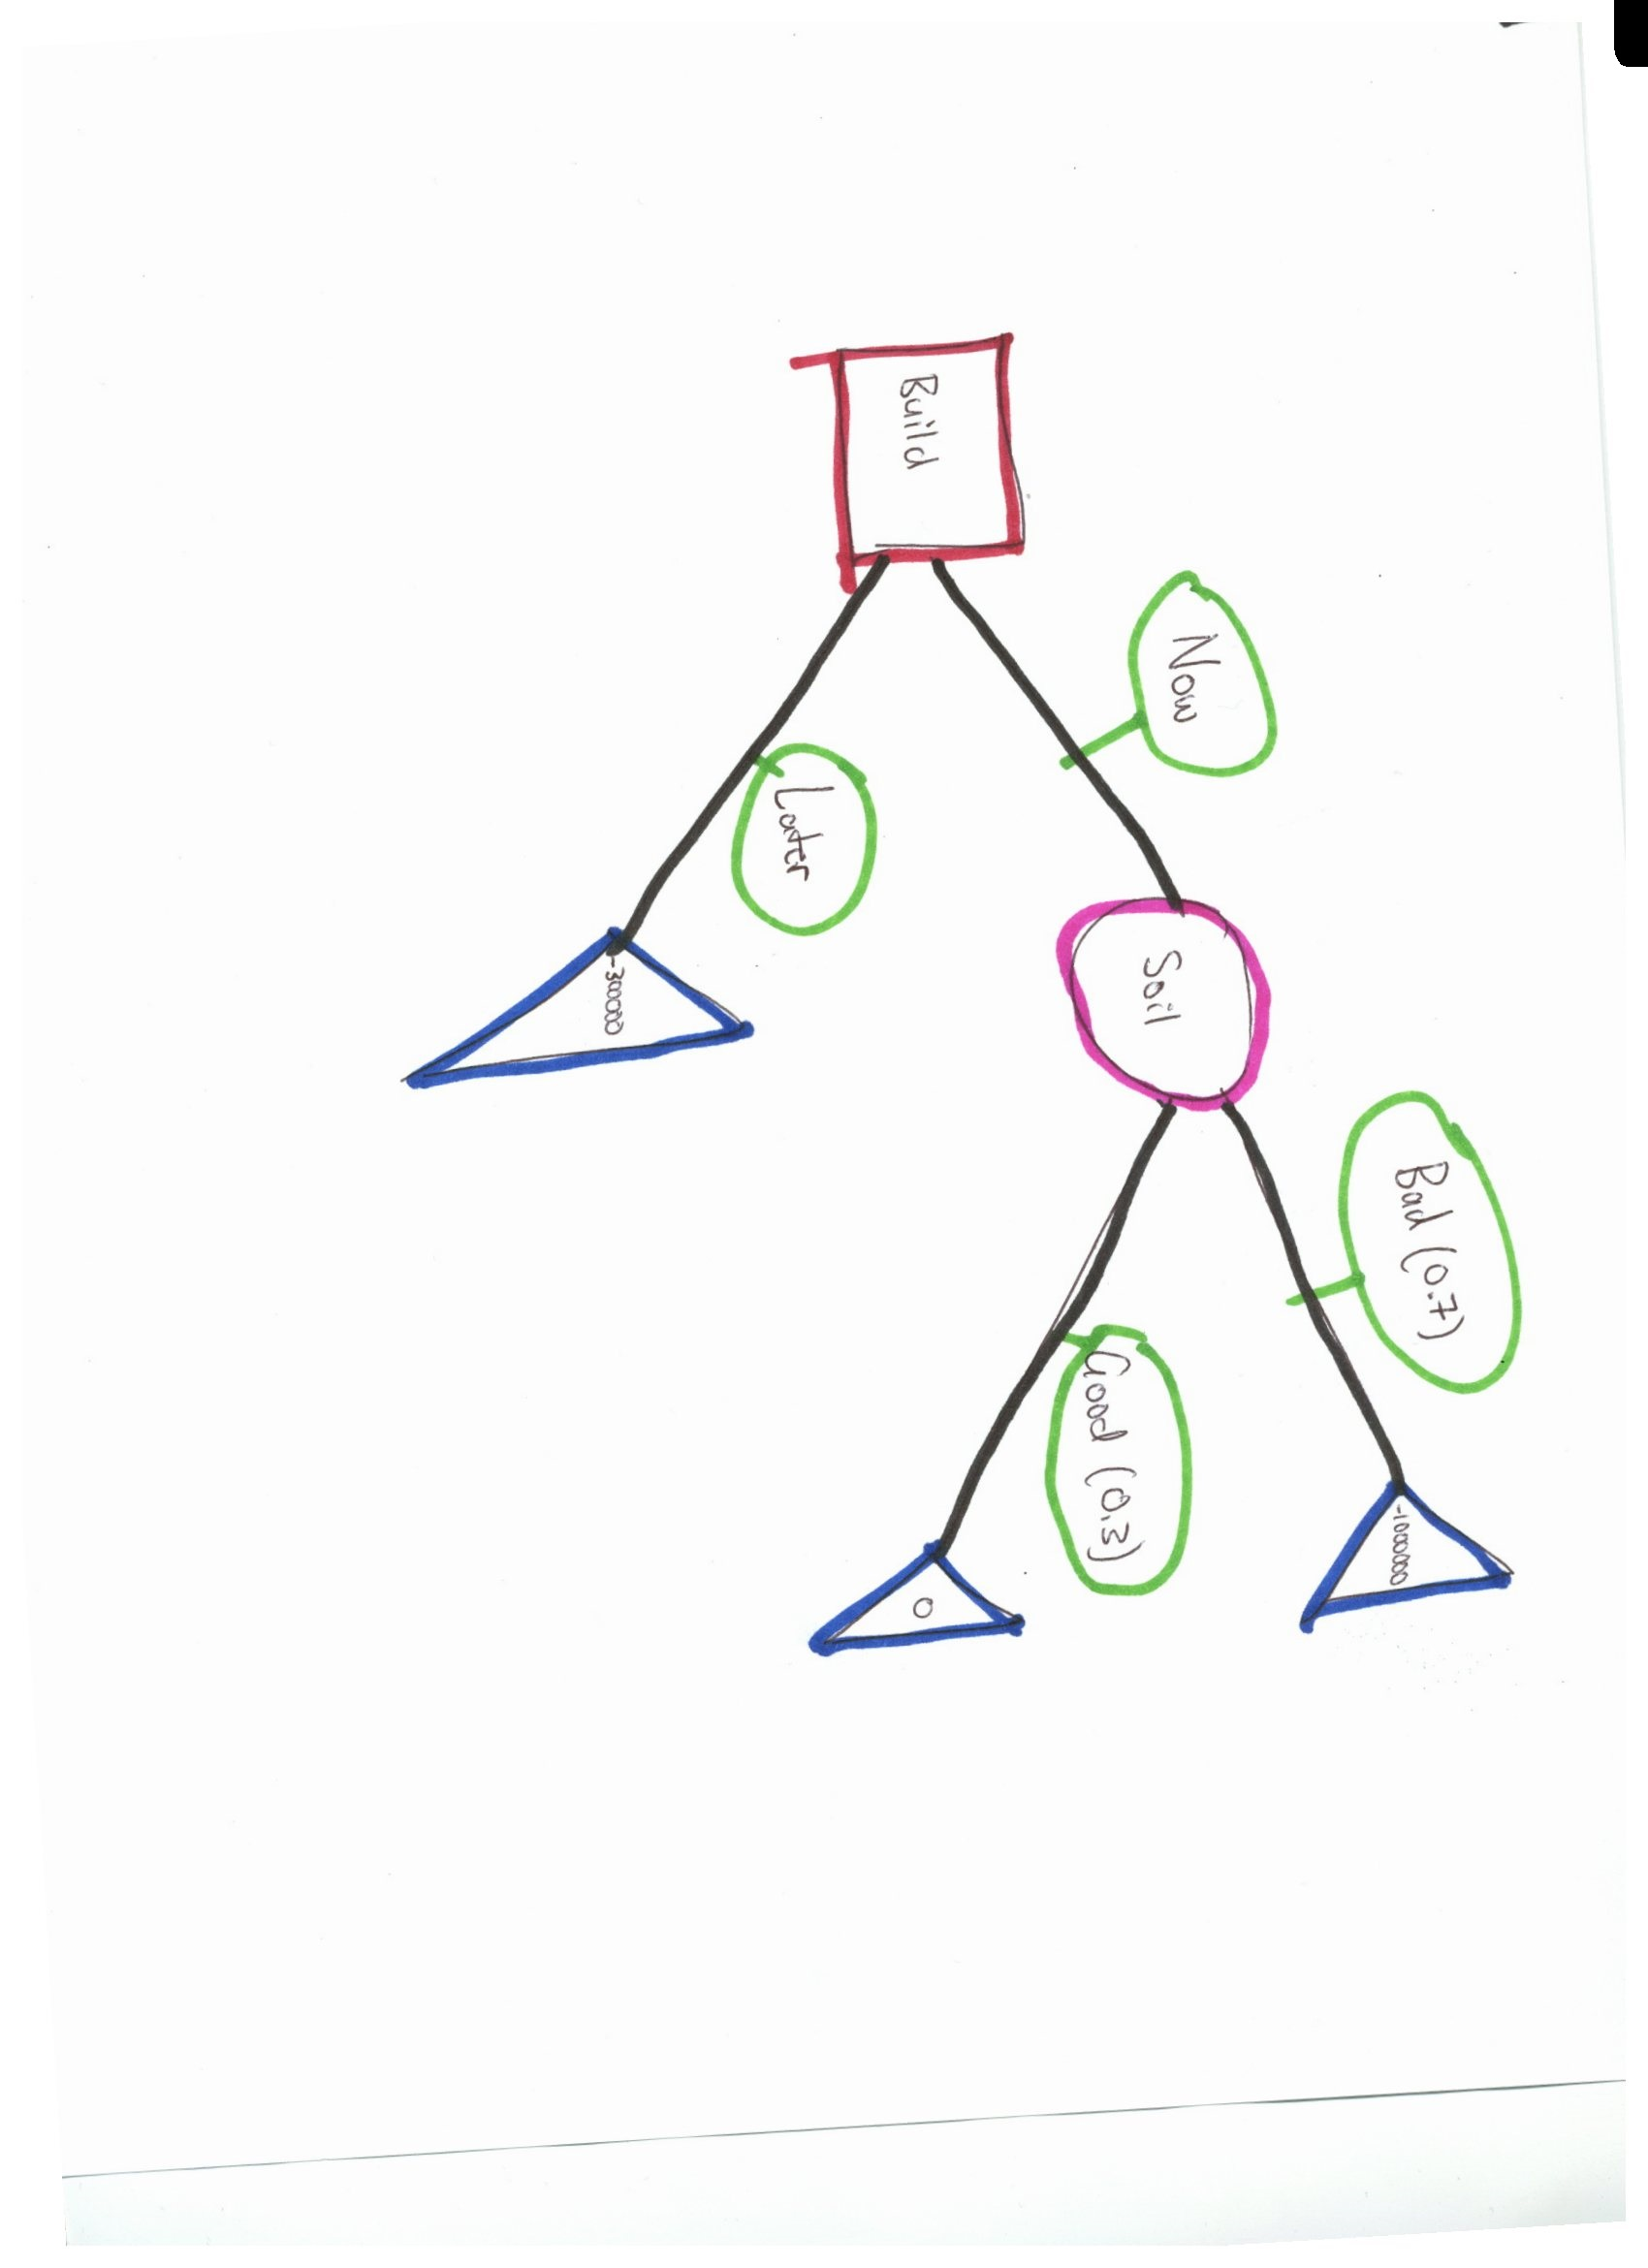 Bad (0.7)
-1000000
Now
Soil
Good (0.3)
Build
0
Later
-300000